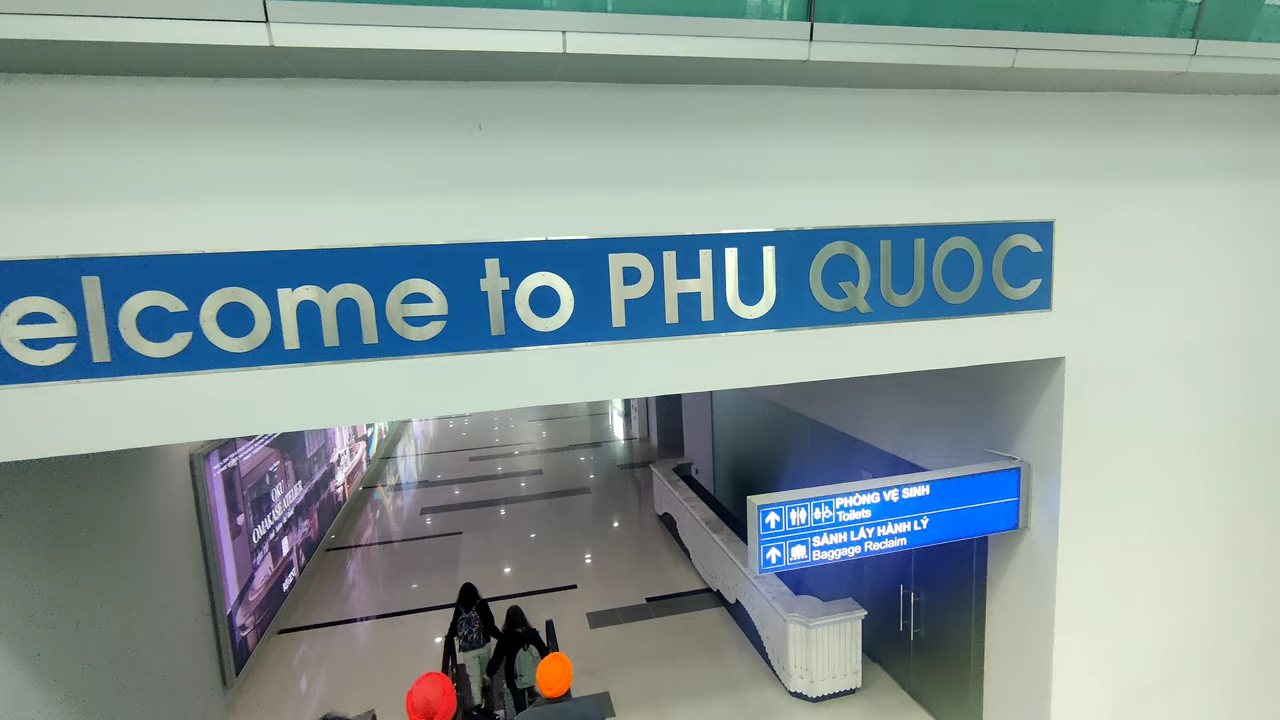 elcome to PHU QUOC
PHÒNG VỆ SINH
Toilets
SẢNH LẤY HÀNH LÝ
Baggage Reclaim